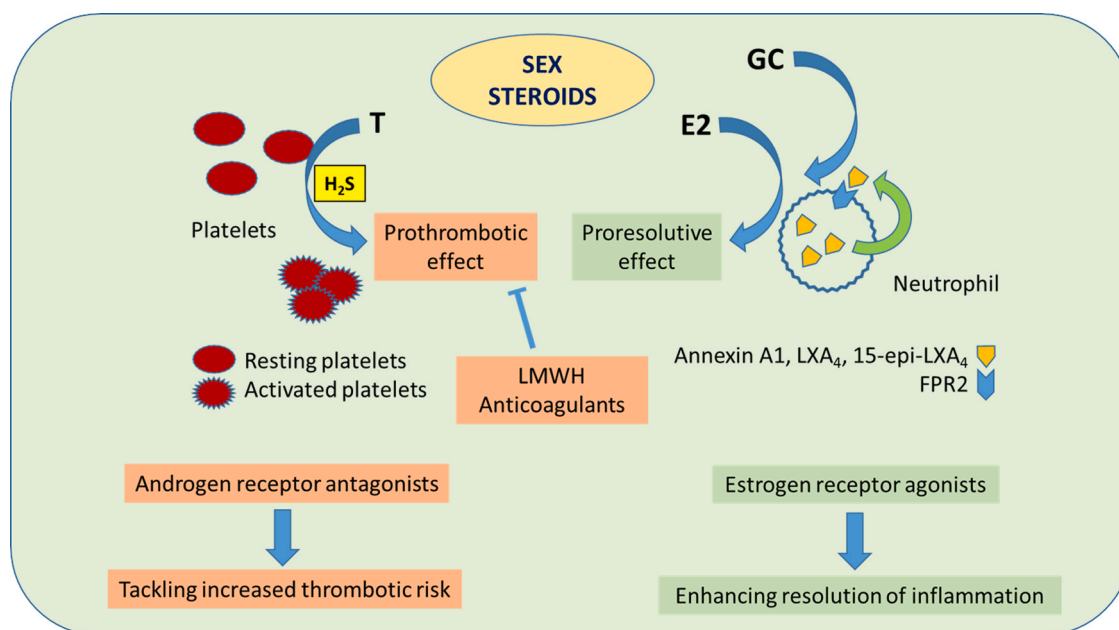 SEX
STEROIDS
GC
T
E2
H₂S
Platelets
Prothrombotic
effect
Proresolutive
effect
Neutrophil
Resting platelets
Activated platelets
LMWH
Anticoagulants
Annexin A1, LXA₄, 15-epi-LXA₄
FPR2
Androgen receptor antagonists
Estrogen receptor agonists
Tackling increased thrombotic risk
Enhancing resolution of inflammation